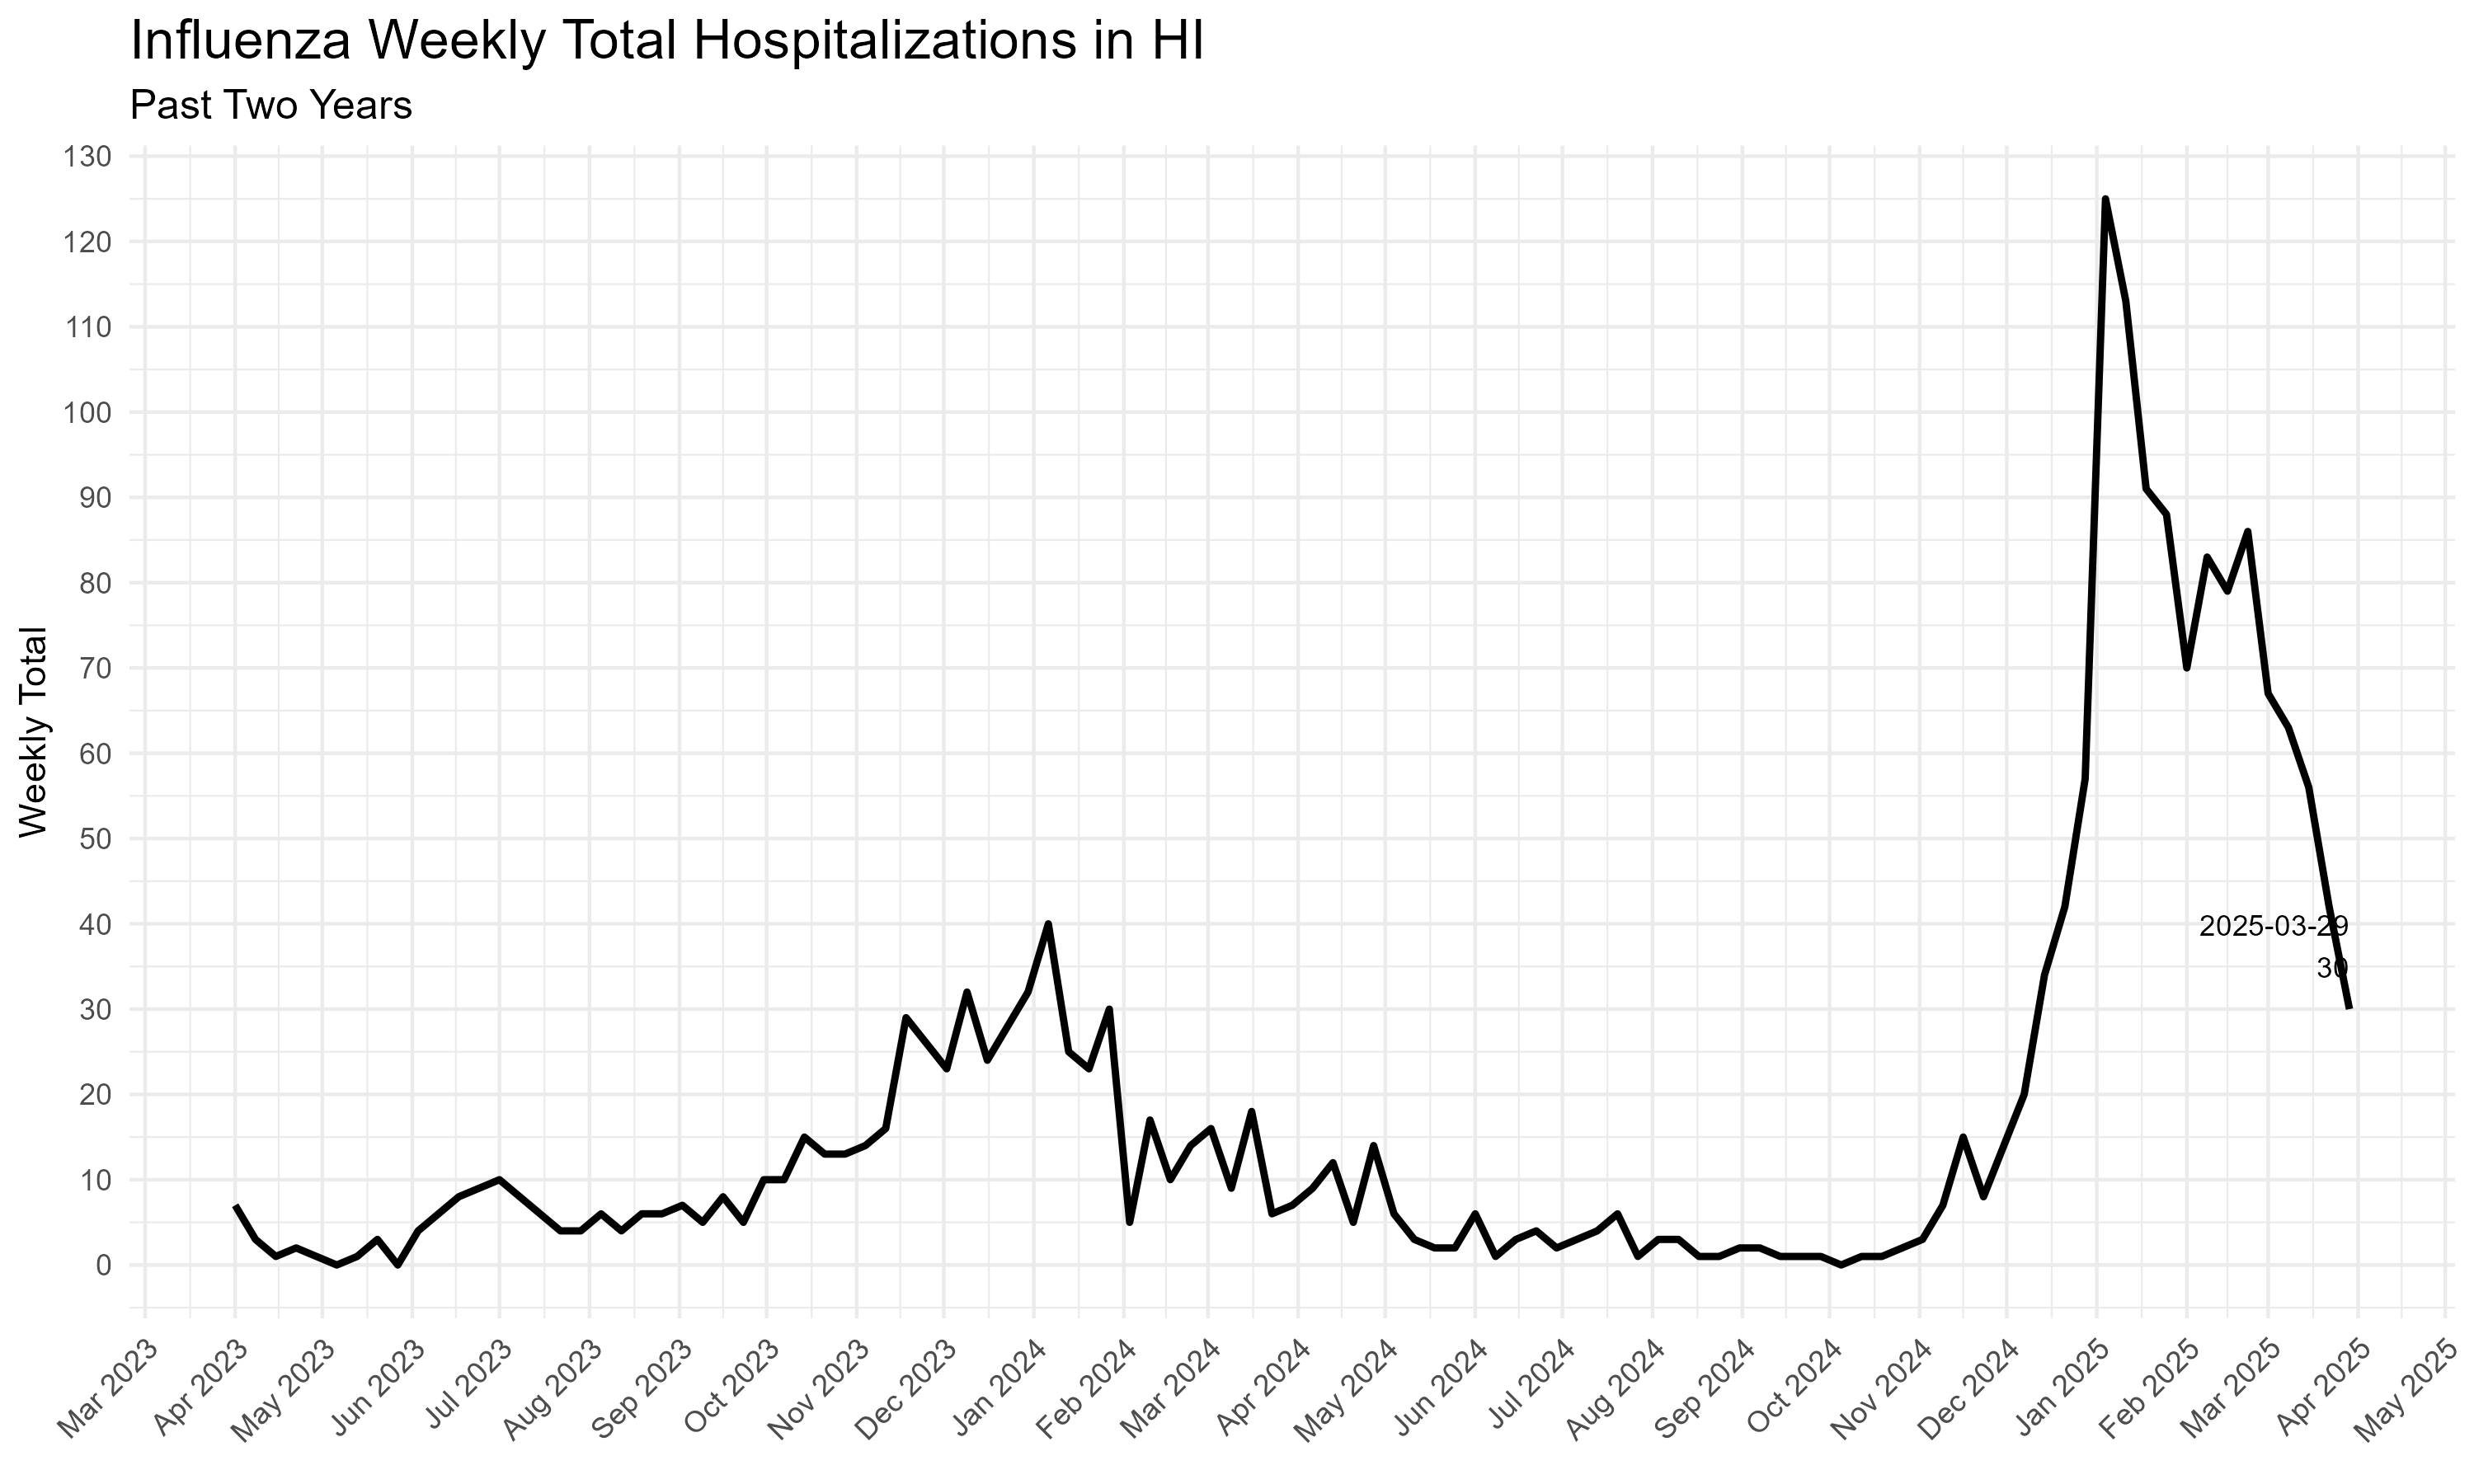 Influenza Weekly Total Hospitalizations in HI
Past Two Years
Weekly Total
130
120
110
100
90
80
70
60
50
40
30
20
10
0
2025-03-29
30
Mar 2023
Apr 2023
May 2023
Jun 2023
Jul 2023
Aug 2023
Sep 2023
Oct 2023
Nov 2023
Dec 2023
Jan 2024
Feb 2024
Mar 2024
Apr 2024
May 2024
Jun 2024
Jul 2024
Aug 2024
Sep 2024
Oct 2024
Nov 2024
Dec 2024
Jan 2025
Feb 2025
Mar 2025
Apr 2025
May 2025